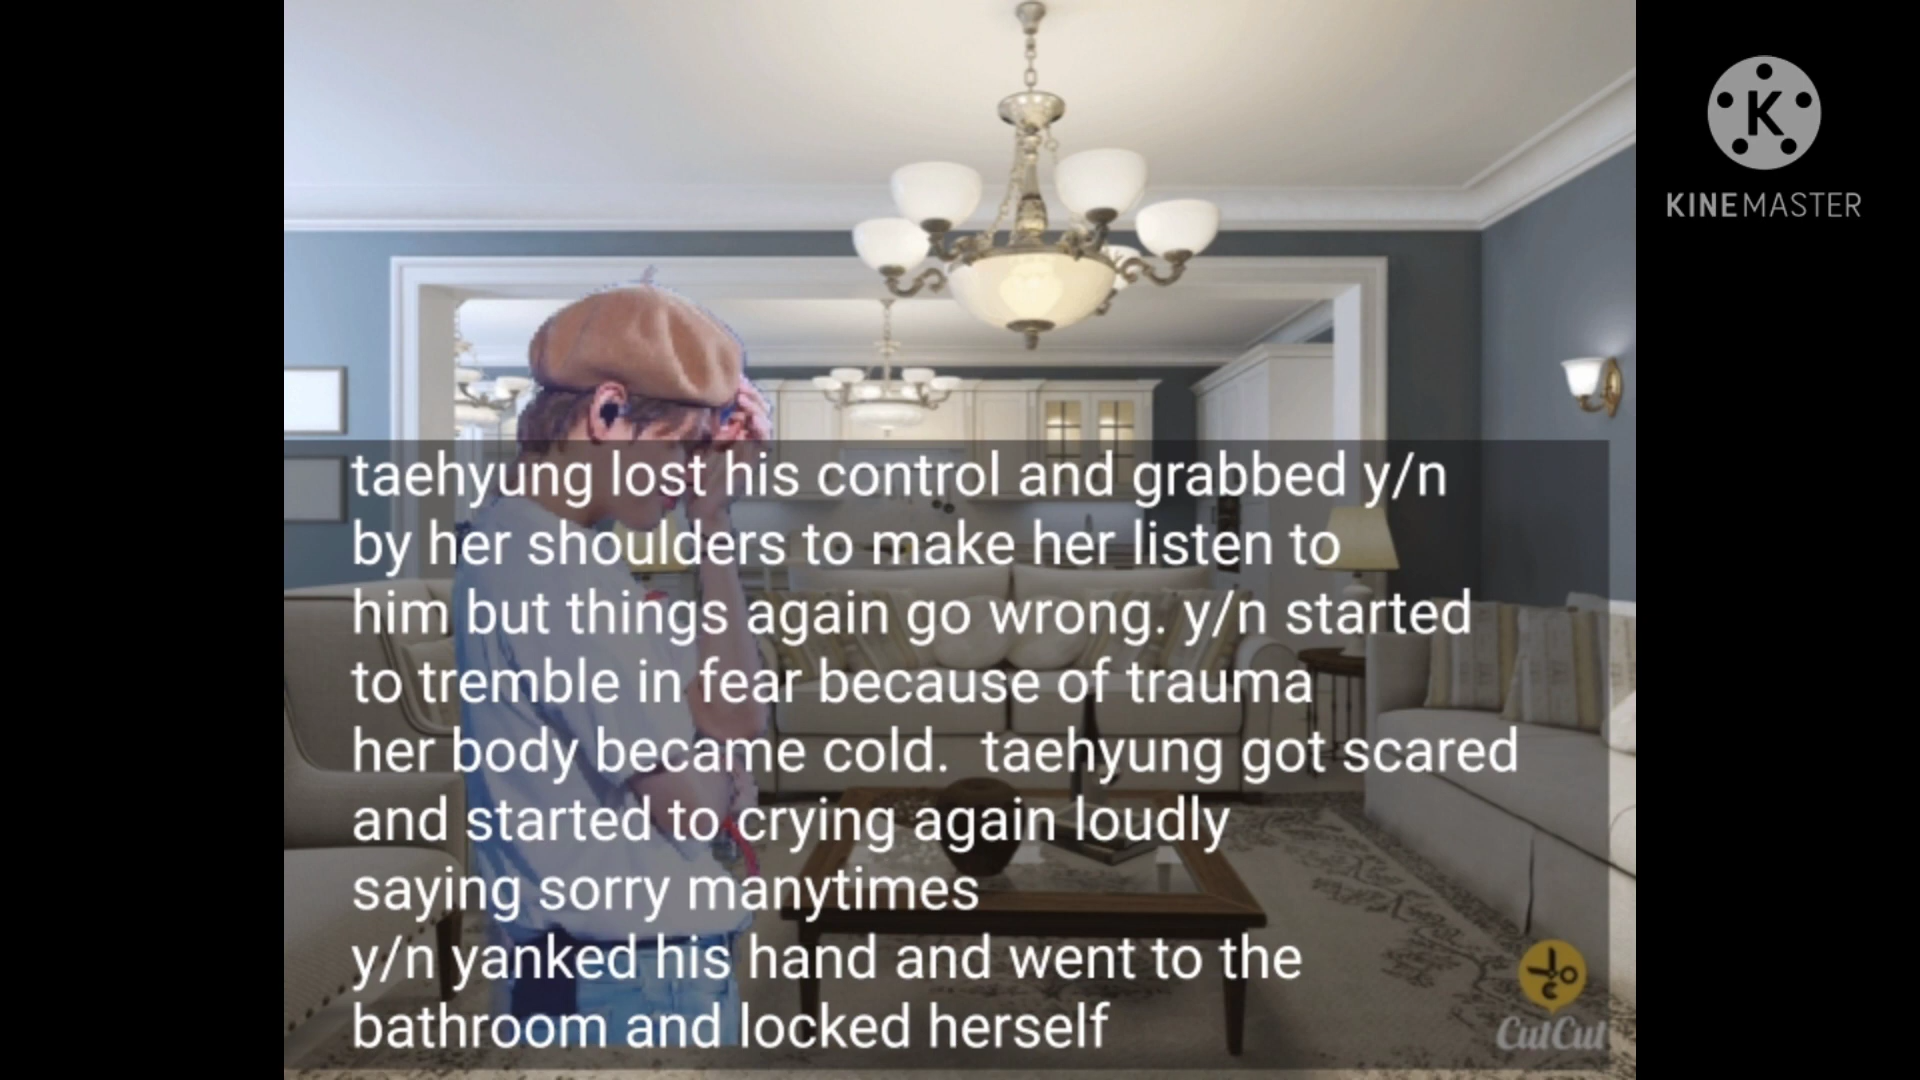 K
KINEMASTER
taehyung lost his control and grabbed y/n
by her shoulders to make her listen to
him but things again go wrong. y/n started
to tremble in fear because of trauma
her body became cold.  taehyung got scared
and started to crying again loudly
saying sorry manytimes
y/n yanked his hand and went to the
bathroom and locked herself
CutCut